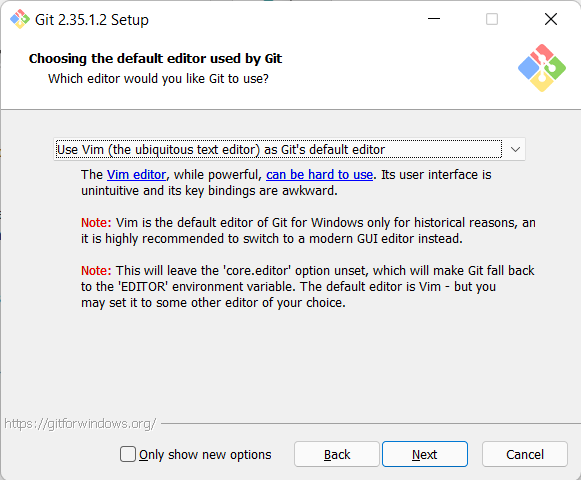 Git 2.35.1.2 Setup
Choosing the default editor used by Git
Which editor would you like Git to use?
Use Vim (the ubiquitous text editor) as Git's default editor
The Vim editor, while powerful, can be hard to use. Its user interface is
unintuitive and its key bindings are awkward.
Note: Vim is the default editor of Git for Windows only for historical reasons, an
it is highly recommended to switch to a modern GUI editor instead.
Note: This will leave the 'core.editor' option unset, which will make Git fall back
to the 'EDITOR' environment variable. The default editor is Vim - but you
may set it to some other editor of your choice.
https://gitforwindows.org/
Only show new options
Back
Next
Cancel